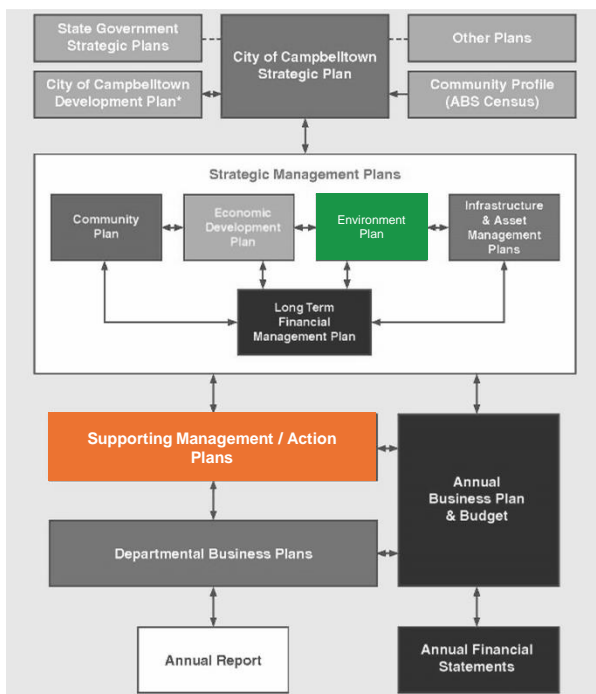 State Government
Strategic Plans
City of Campbelltown
Strategic Plan
Other Plans
City of Campbelltown
Development Plan*
Community Profile
(ABS Census)
Strategic Management Plans
Community
Plan
Economic
Development
Plan
Environment
Plan
Infrastructure
& Asset
Management
Plans
Long Term
Financial
Management Plan
Supporting Management / Action
Plans
Annual
Business Plan
& Budget
Departmental Business Plans
Annual Report
Annual Financial
Statements